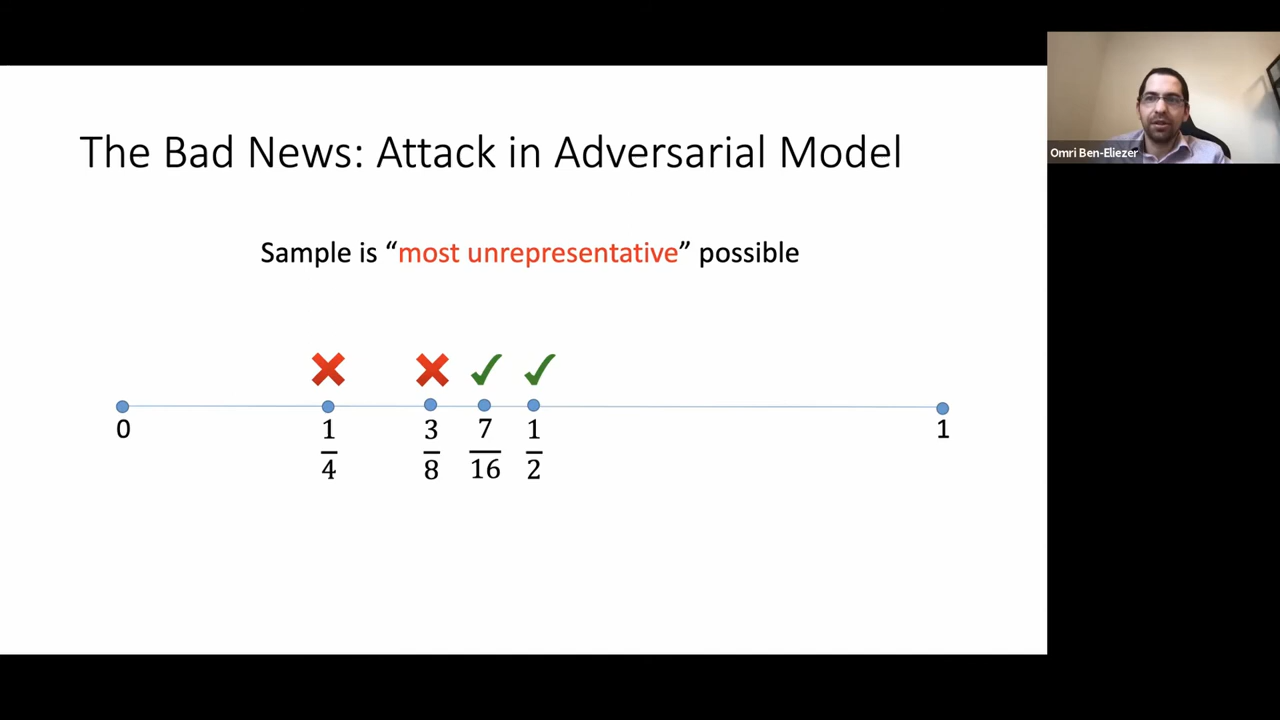 The Bad News: Attack in Adversarial Model
Omri Ben-Eliezer
Sample is “most unrepresentative” possible
0 1/4 3/8 7/16 1/2 1